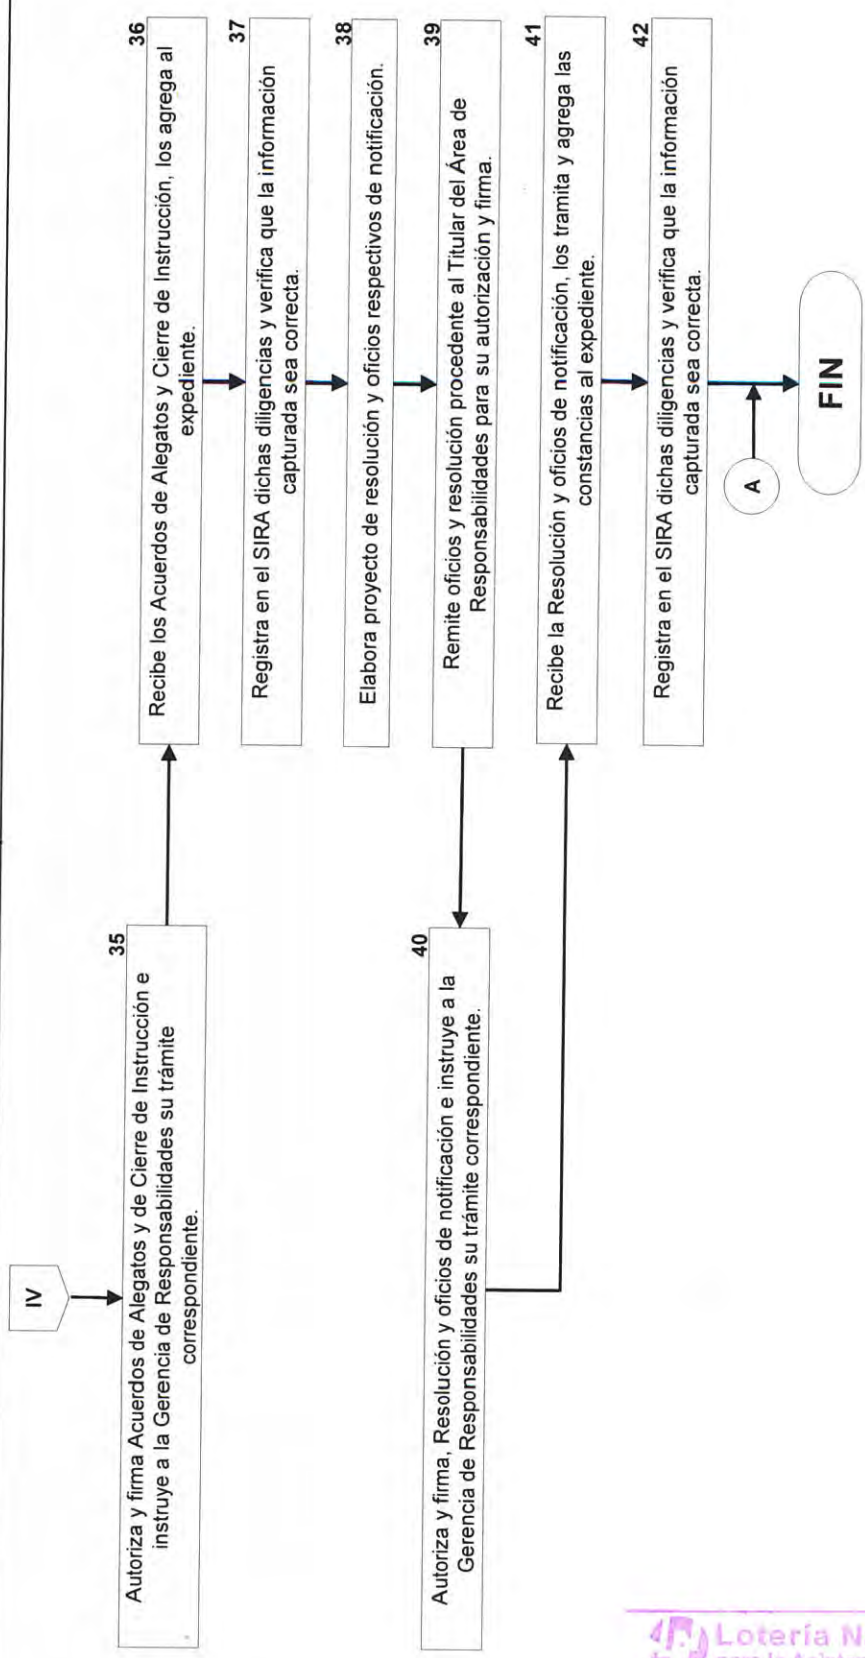 IV
35
Autoriza y firma Acuerdos de Alegatos y de Cierre de Instrucción e
instruye a la Gerencia de Responsabilidades su trámite
correspondiente.
36
Recibe los Acuerdos de Alegatos y Cierre de Instrucción, los agrega al
expediente.
37
Registra en el SIRA dichas diligencias y verifica que la información
capturada sea correcta.
38
Elabora proyecto de resolución y oficios respectivos de notificación.
39
Remite oficios y resolución procedente al Titular del Área de
Responsabilidades para su autorización y firma.
40
Autoriza y firma, Resolución y oficios de notificación e instruye a la
Gerencia de Responsabilidades su trámite correspondiente.
41
Recibe la Resolución y oficios de notificación, los tramita y agrega las
constancias al expediente.
42
Registra en el SIRA dichas diligencias y verifica que la información
capturada sea correcta.
A
FIN
Lotería N